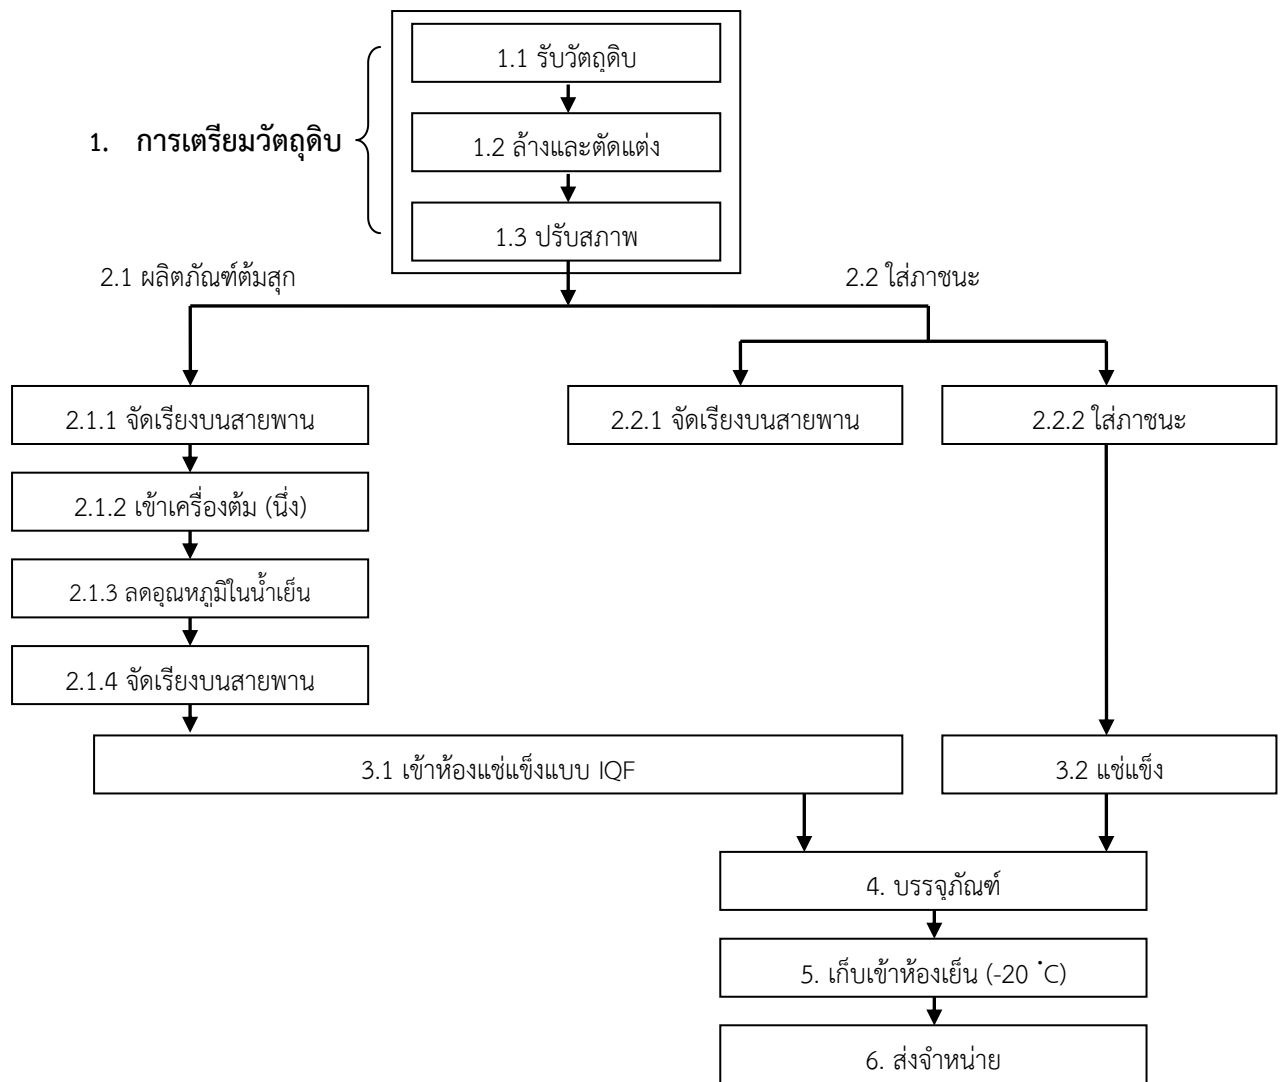 1.1 รับวัตถุดิบ
1. การเตรียมวัตถุดิบ
1.2 ล้างและตัดแต่ง
1.3 ปรับสภาพ
2.1 ผลิตภัณฑ์ต้มสุก
2.2 ใส่ภาชนะ
2.1.1 จัดเรียงบนสายพาน
2.2.1 จัดเรียงบนสายพาน
2.2.2 ใส่ภาชนะ
2.1.2 เข้าเครื่องต้ม (นึ่ง)
2.1.3 ลดอุณหภูมิในน้ำเย็น
2.1.4 จัดเรียงบนสายพาน
3.1 เข้าห้องแช่แข็งแบบ IQF
3.2 แช่แข็ง
4. บรรจุภัณฑ์
5. เก็บเข้าห้องเย็น (-20 ˚C)
6. ส่งจำหน่าย